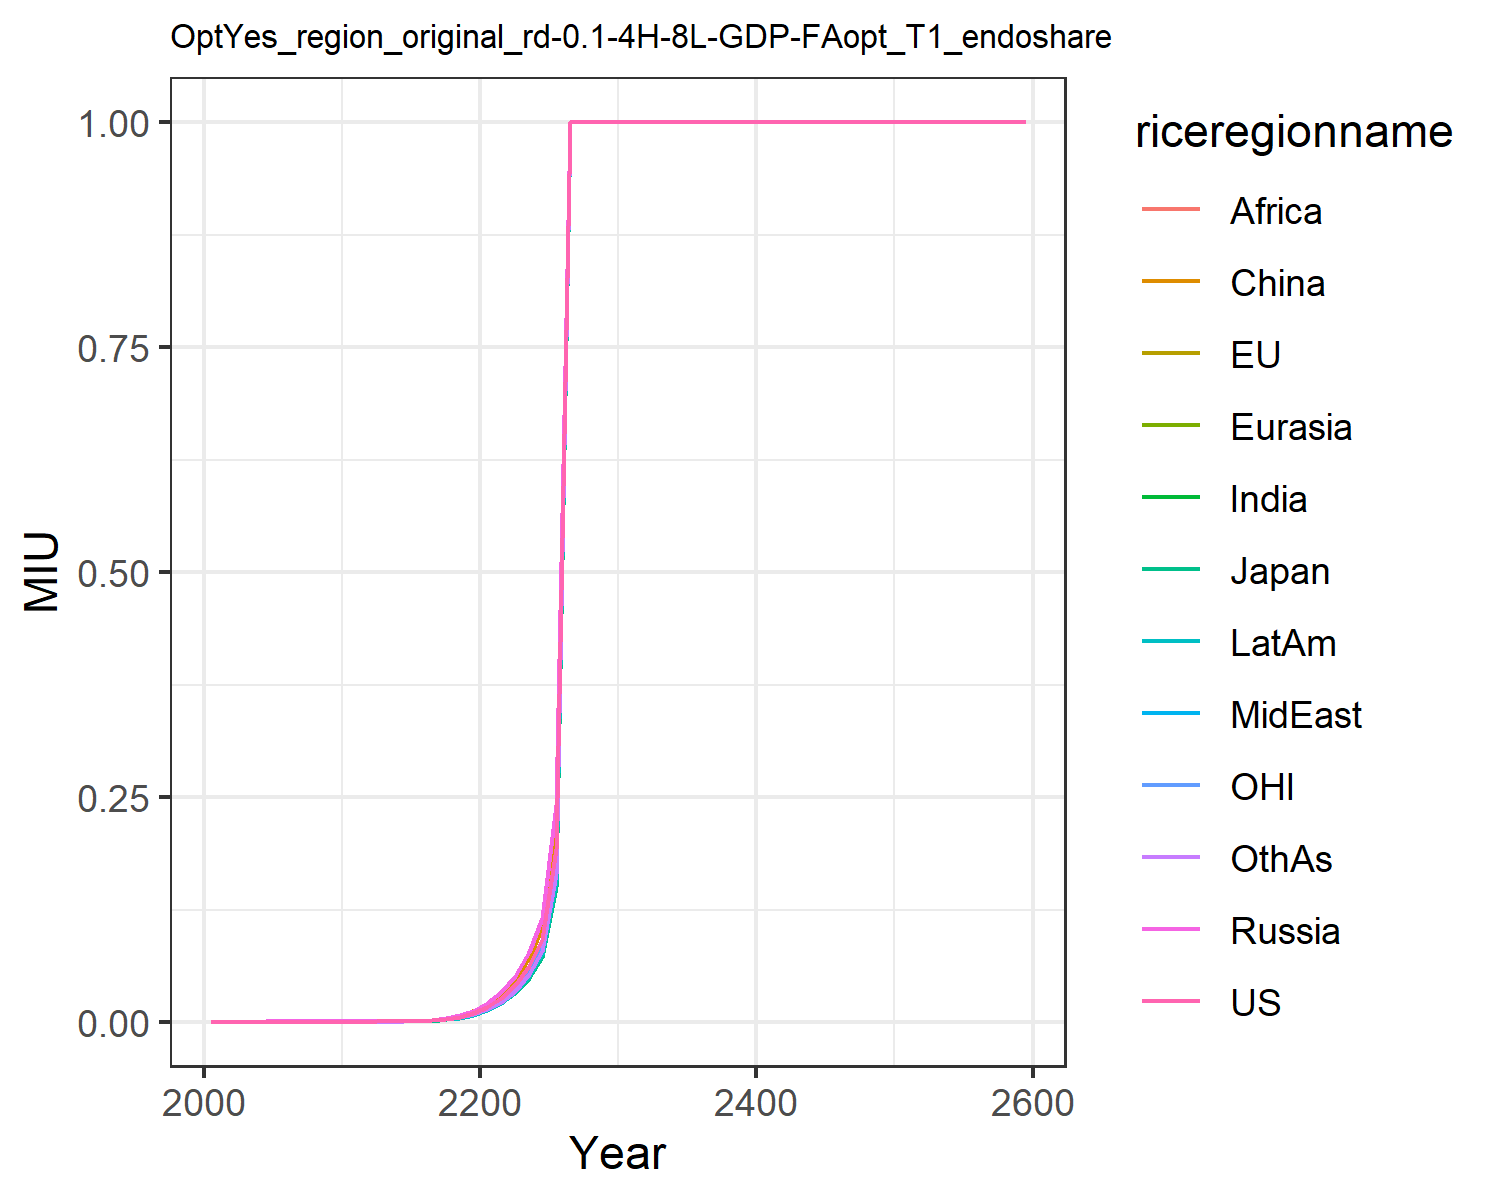 OptYes_region_original_rd-0.1-4H-8L-GDP-FAopt_T1_endoshare
1.00
0.75
0.50
0.25
0.00
MIU
2000 2200 2400 2600
Year
riceregionname
Africa
China
EU
Eurasia
India
Japan
LatAm
MidEast
OHI
OthAs
Russia
US